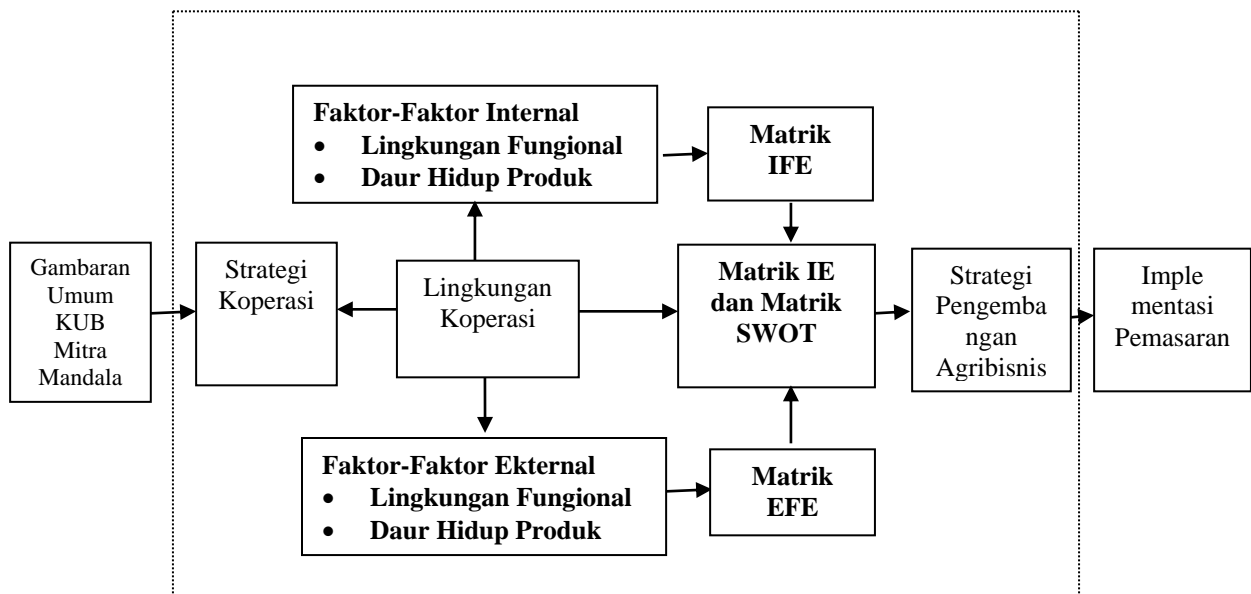 Faktor-Faktor Internal
• Lingkungan Fungional
• Daur Hidup Produk
Matrik
IFE
Gambaran
Umum
KUB
Mitra
Mandala
Strategi
Koperasi
Lingkungan
Koperasi
Matrik IE
dan Matrik
SWOT
Strategi
Pengemba
ngan
Agribisnis
Imple
mentasi
Pemasaran
Faktor-Faktor Ekternal
• Lingkungan Fungional
• Daur Hidup Produk
Matrik
EFE